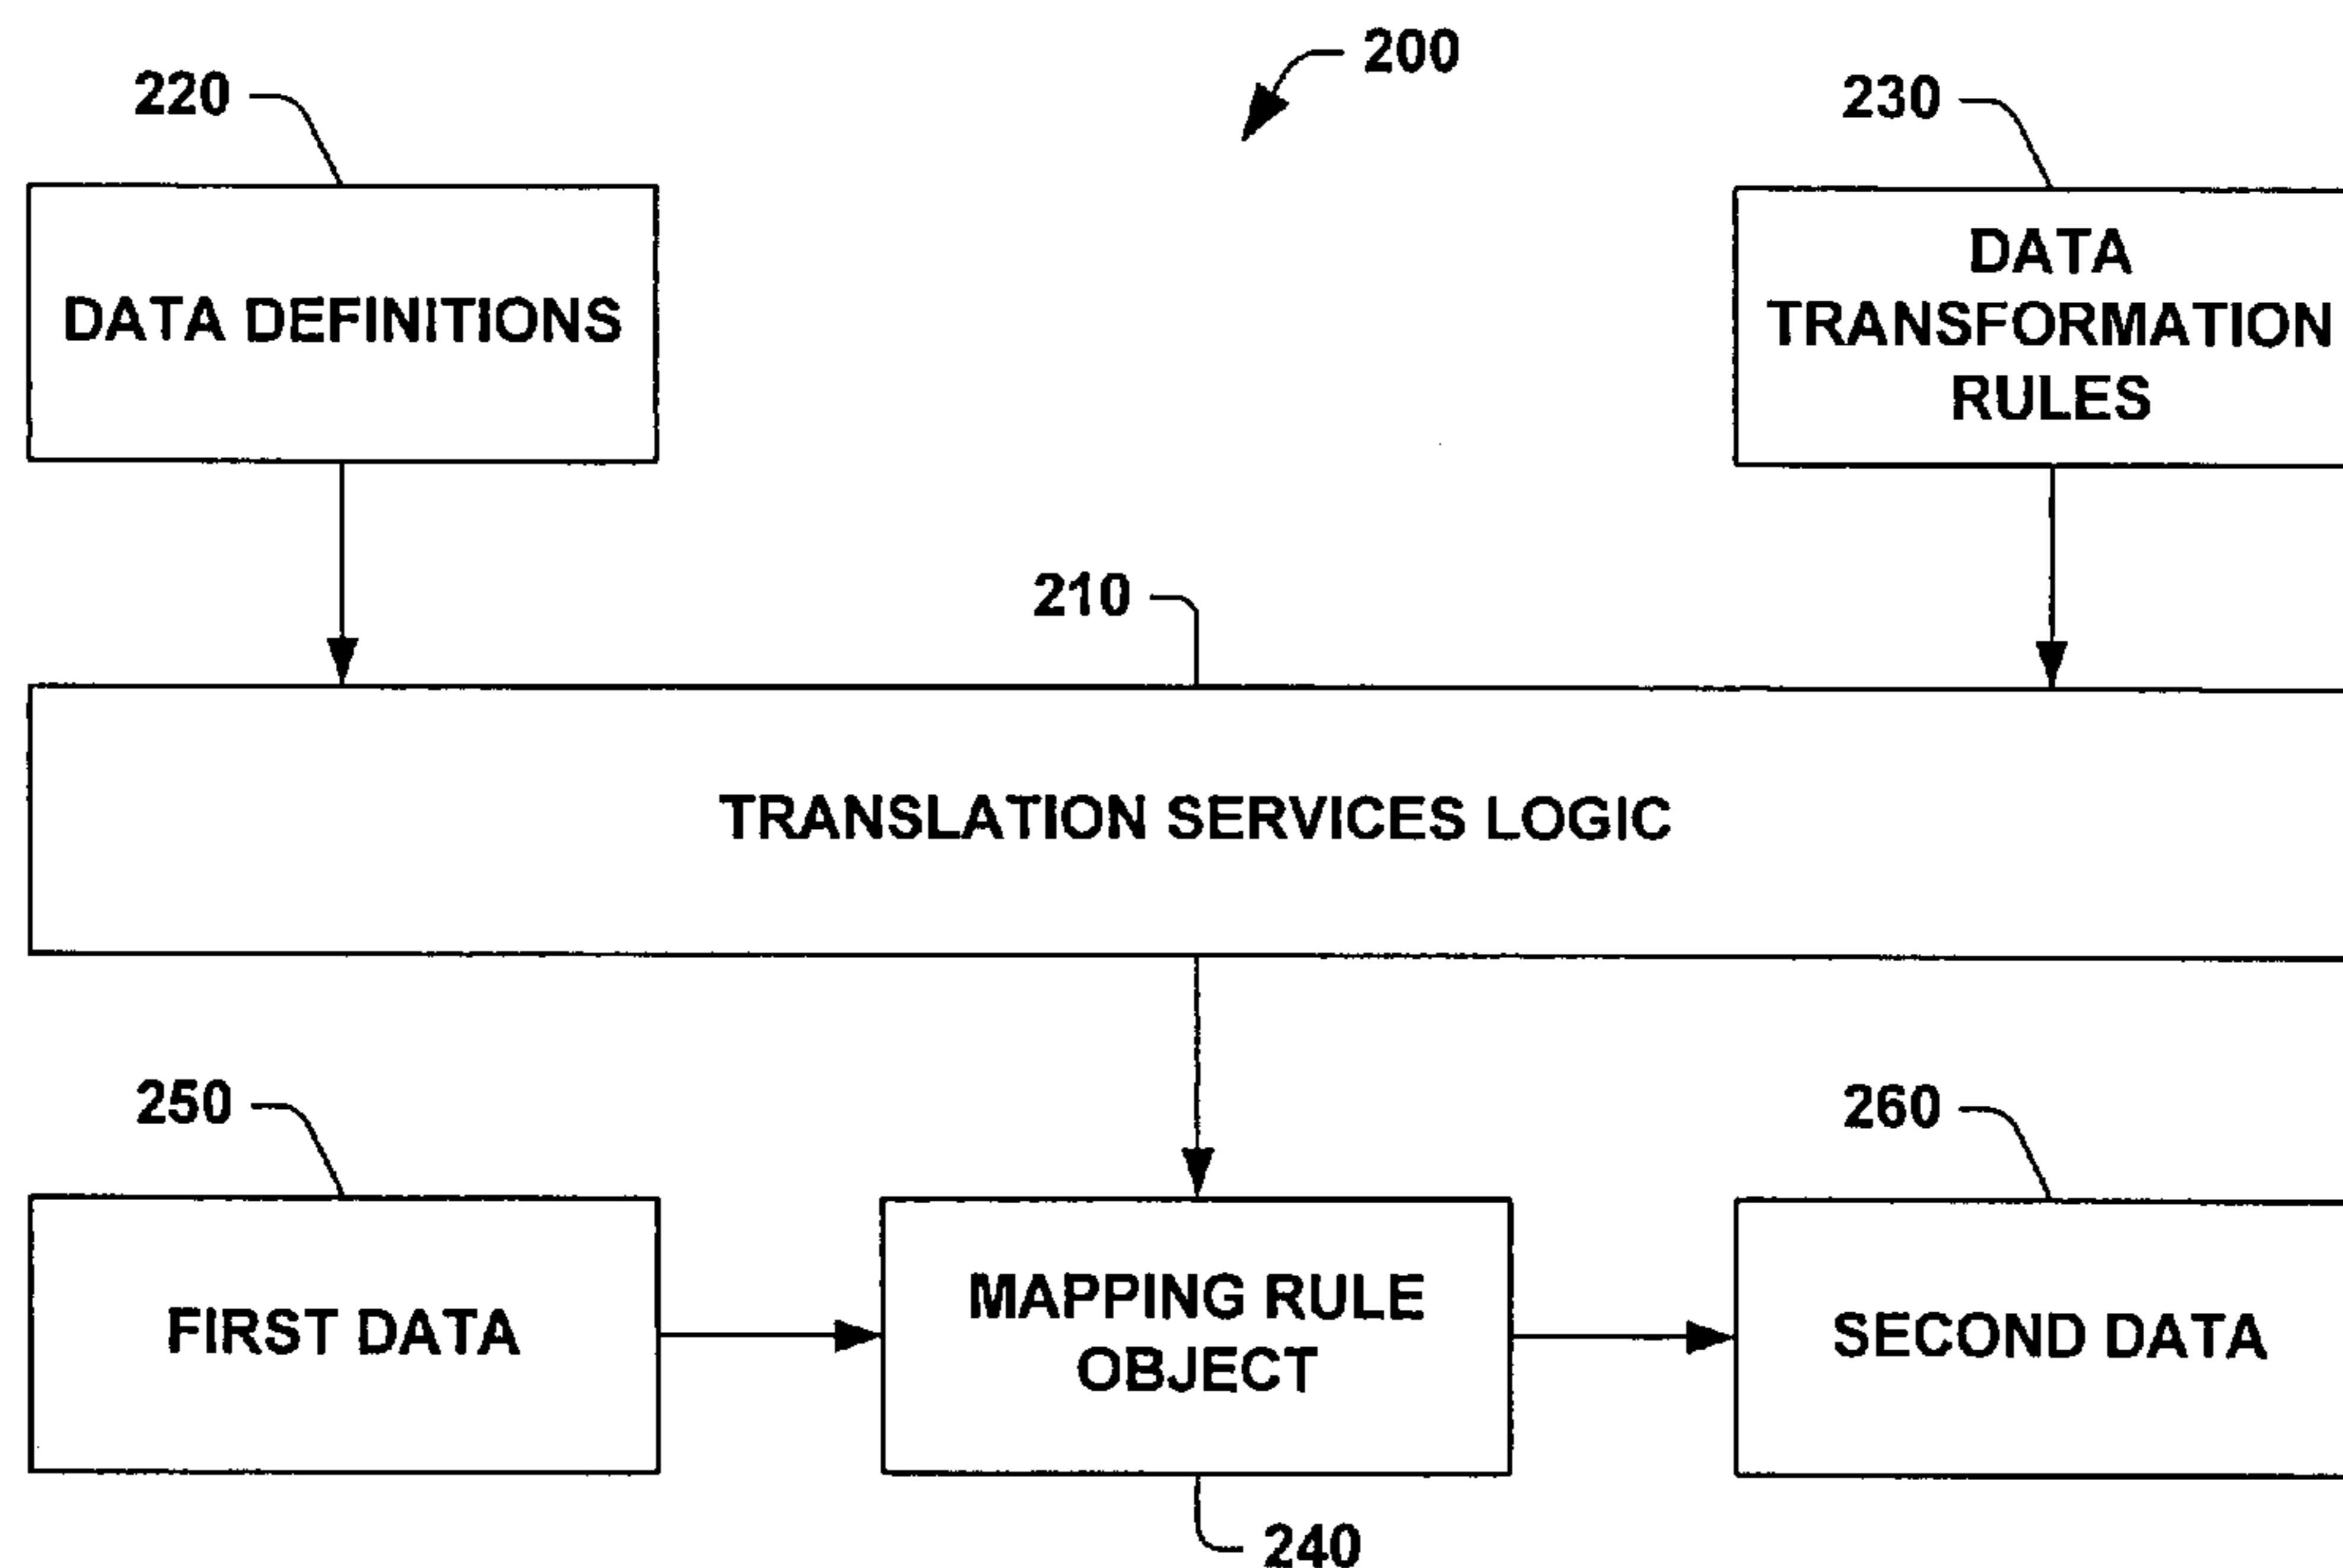 200
220
230
DATA DEFINITIONS
DATA
TRANSFORMATION
RULES
210
TRANSLATION SERVICES LOGIC
250
260
FIRST DATA
MAPPING RULE
OBJECT
SECOND DATA
240